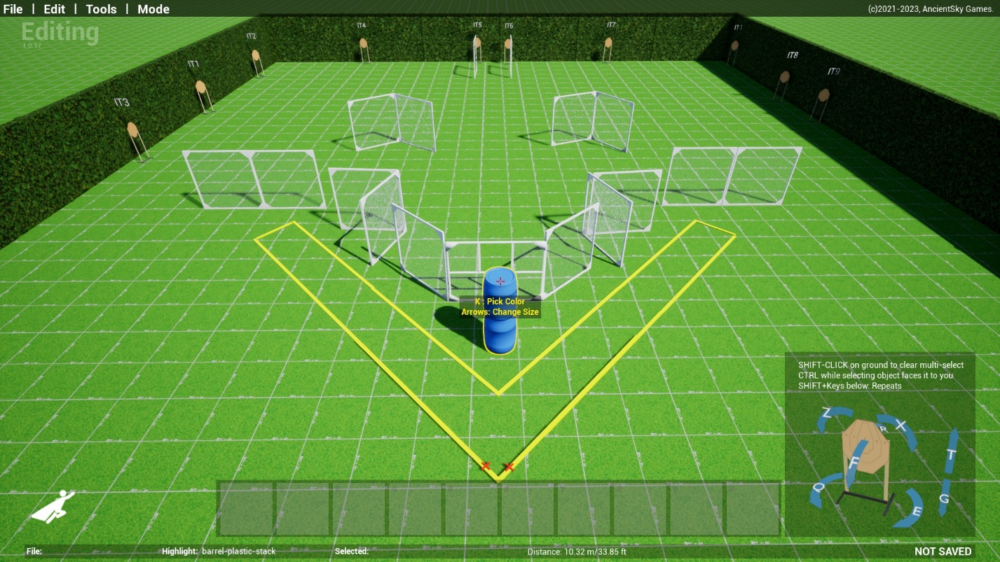 File | Edit | Tools | Mode
(c)2021-2023, AncientSky Games.
Editing
1.0.17
IT2
IT4
IT5
IT6
IT7
IT1
IT8
IT1
IT9
IT3
K : Pick Color
Arrows: Change Size
SHIFT-CLICK on ground to clear multi-select
CTRL while selecting object faces it to you
SHIFT+Keys below: Repeats
Z
R
X
F
T
Q
G
E
File:
Highlight: barrel-plastic-stack
Selected:
Distance: 10.32 m/33.85 ft
NOT SAVED